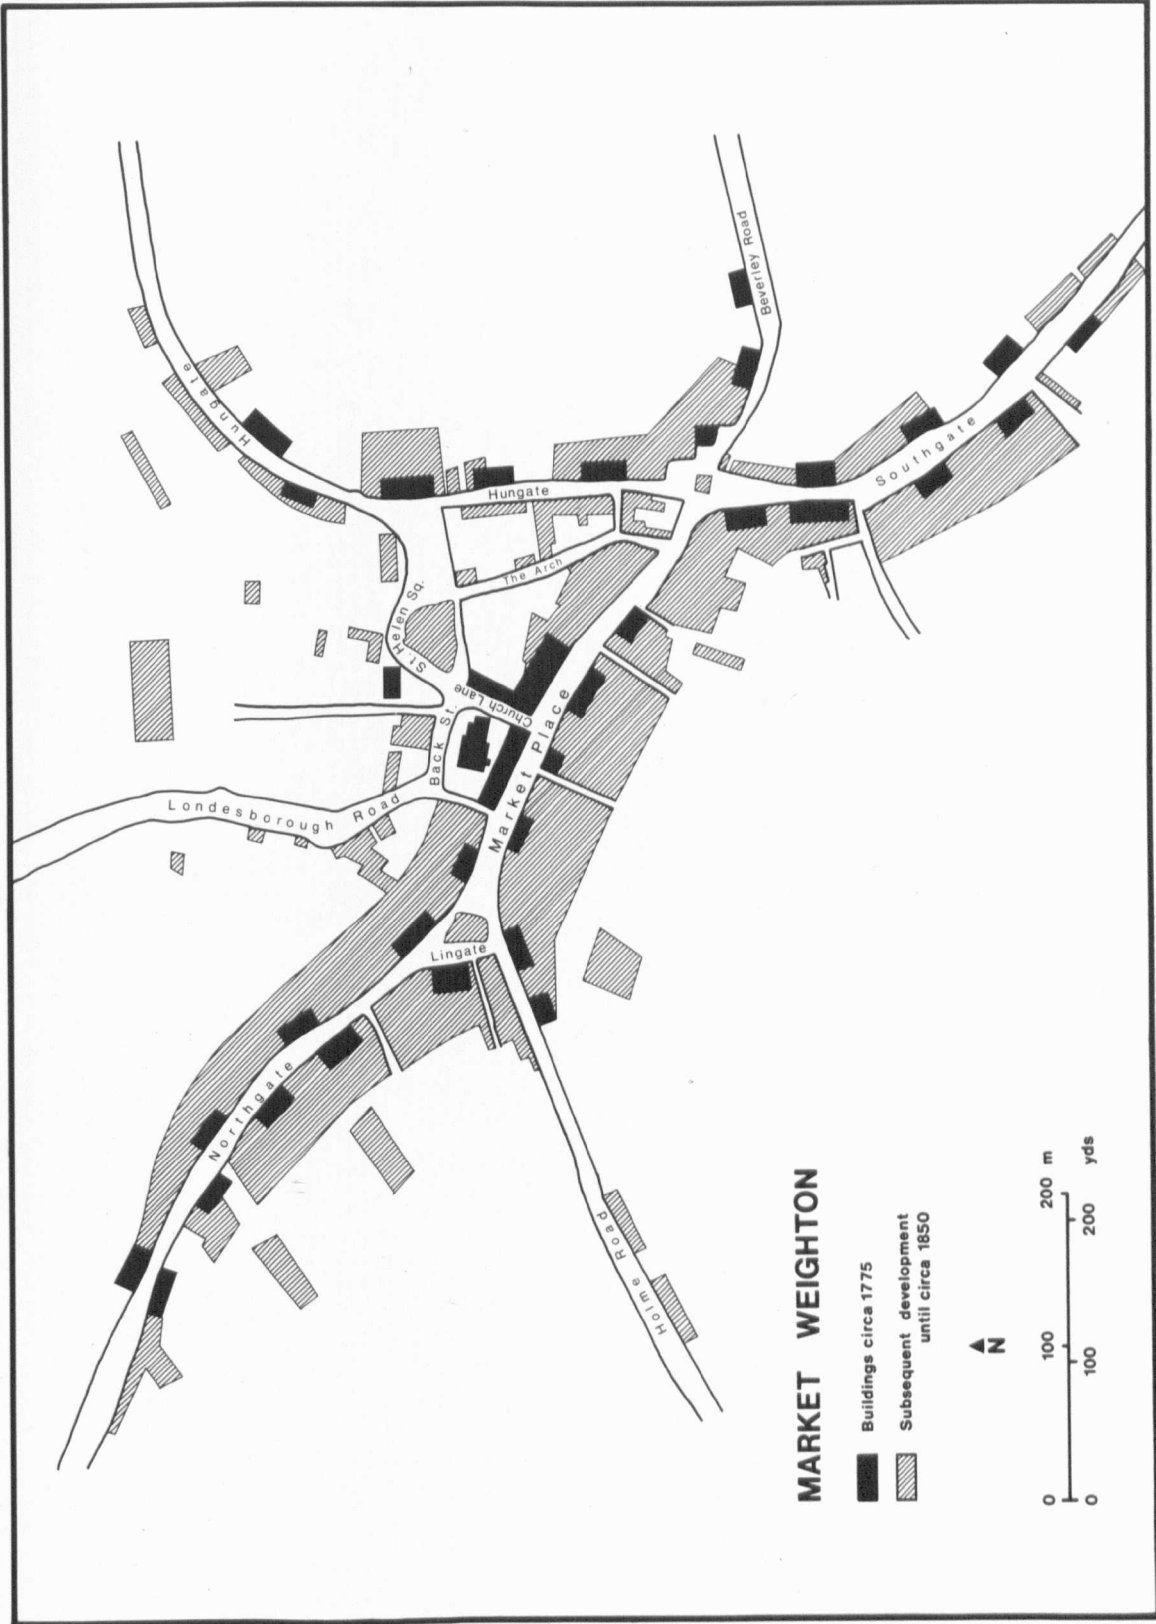 Hungate
Beverley Road
Southgate
Hungate
The Arch
St. Helen Sq.
Church Lane
Back St.
Market Place
Londesborough Road
Lingate
Northgate
Holme Road
MARKET WEIGHTON
Buildings circa 1775
Subsequent development
until circa 1850
N
0 100 200 m
0 100 200 yds